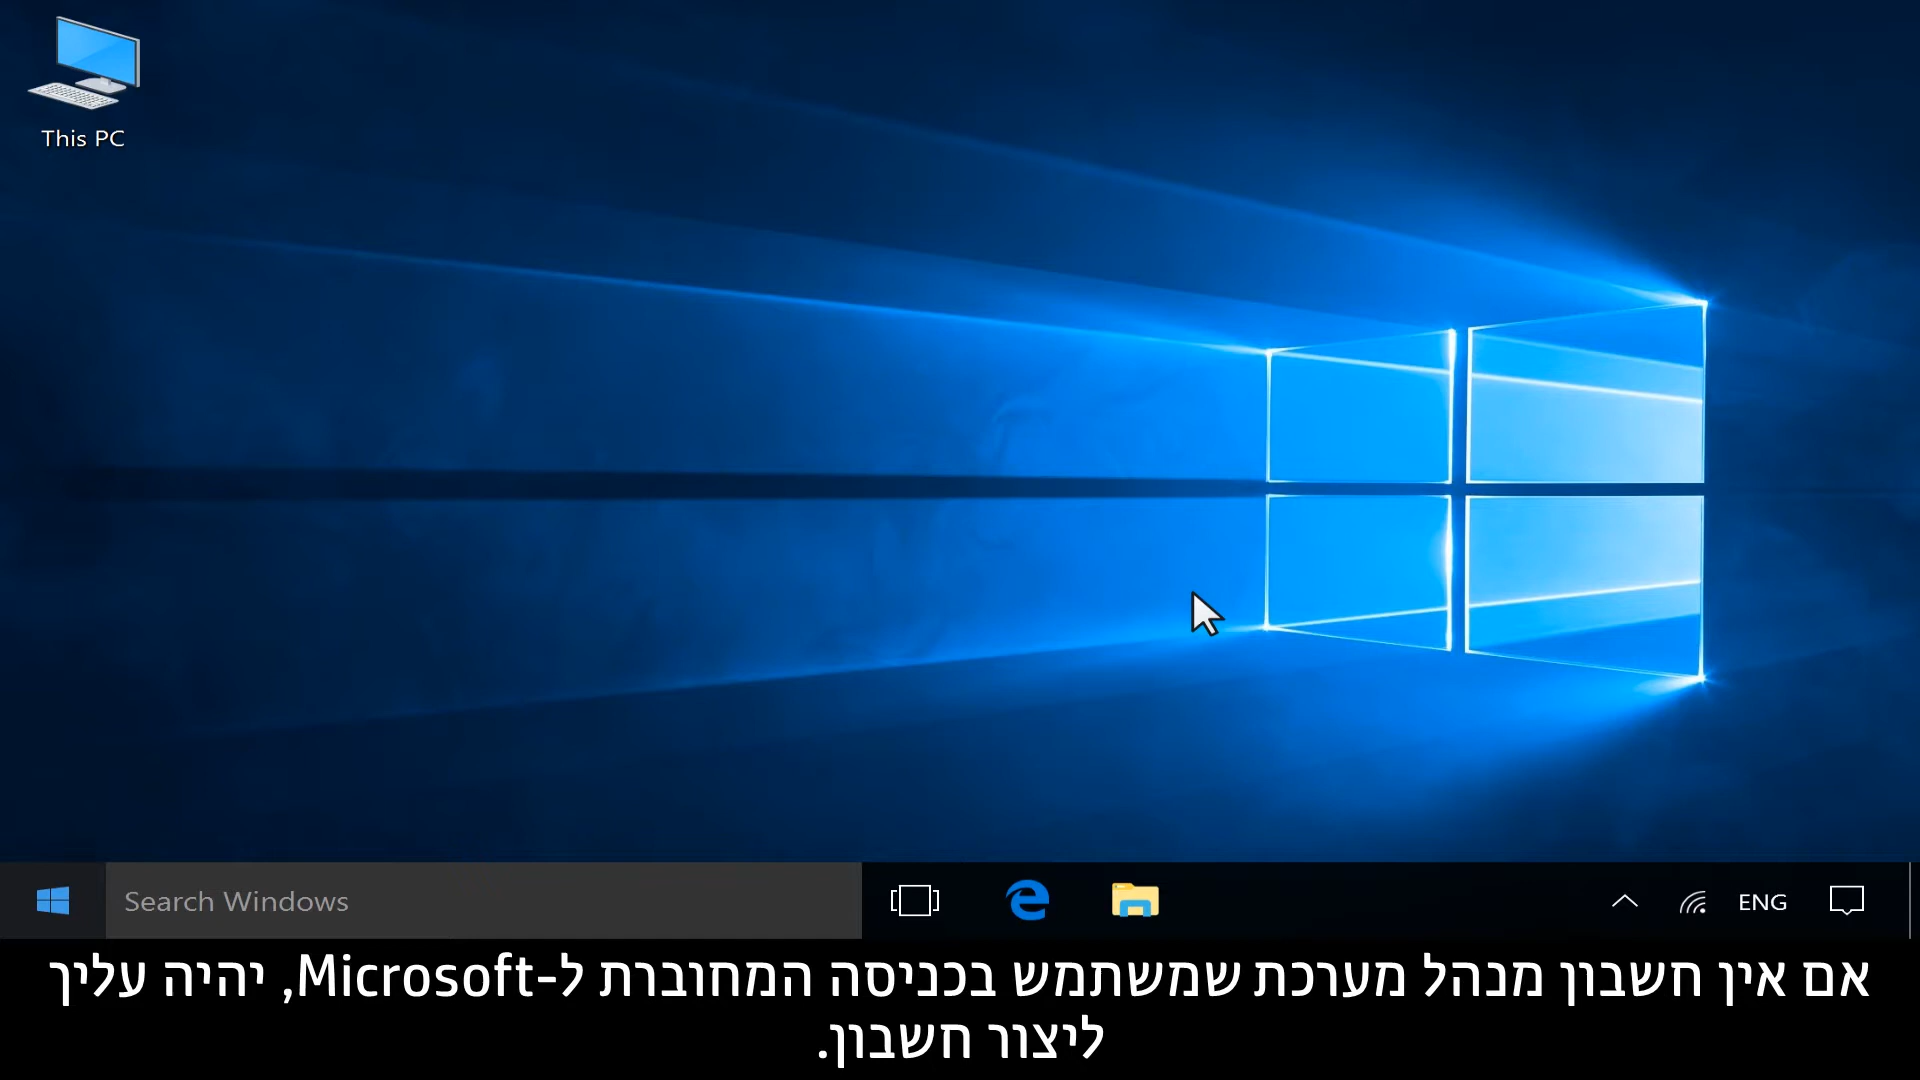 This PC
Search Windows
ENG
אם אין חשבון מנהל מערכת שמשתמש בכניסה המחוברת ל-Microsoft, יהיה עליך
ליצור חשבון.